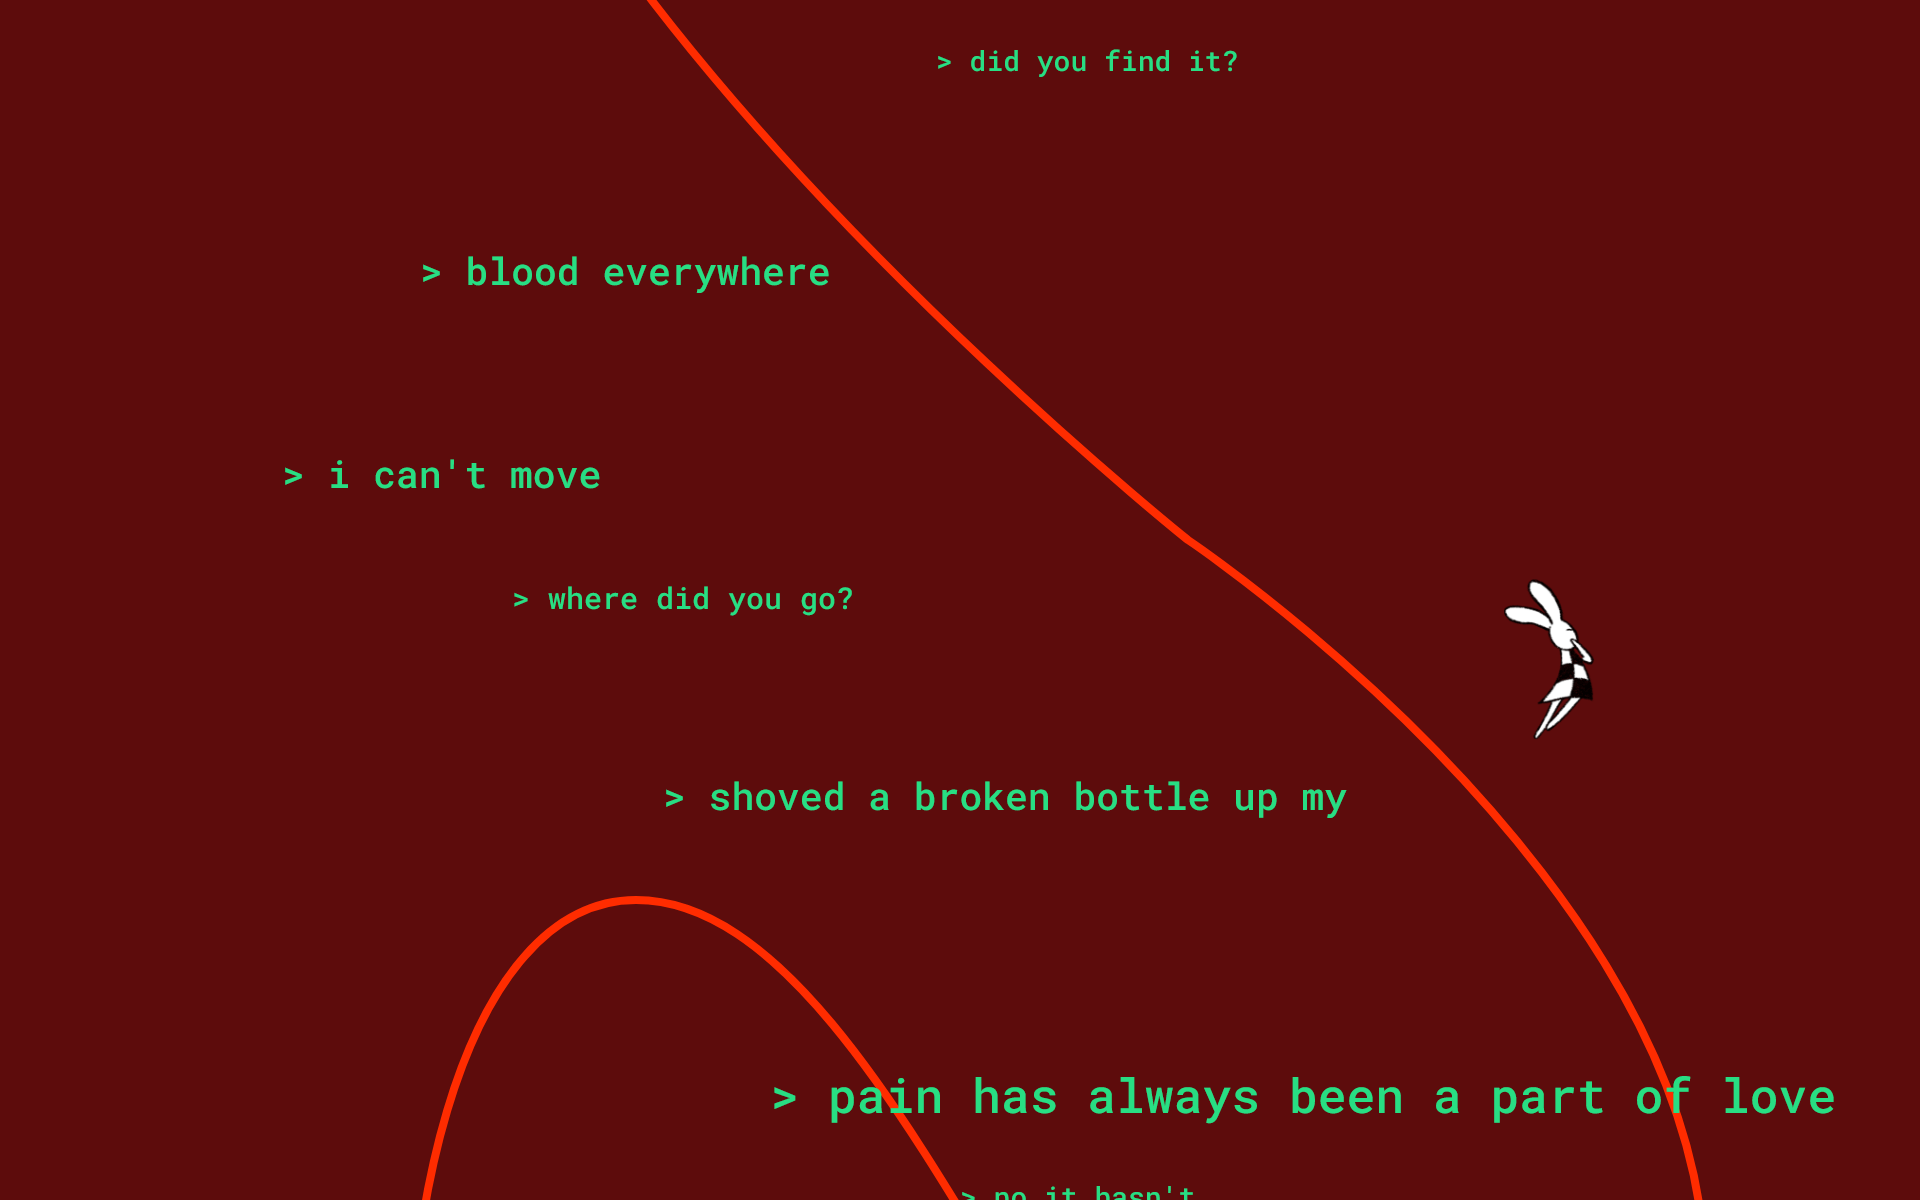 > did you find it?
> blood everywhere
> i can't move
> where did you go?
> shoved a broken bottle up my
> pain has always been a part of love
> no it hasn't